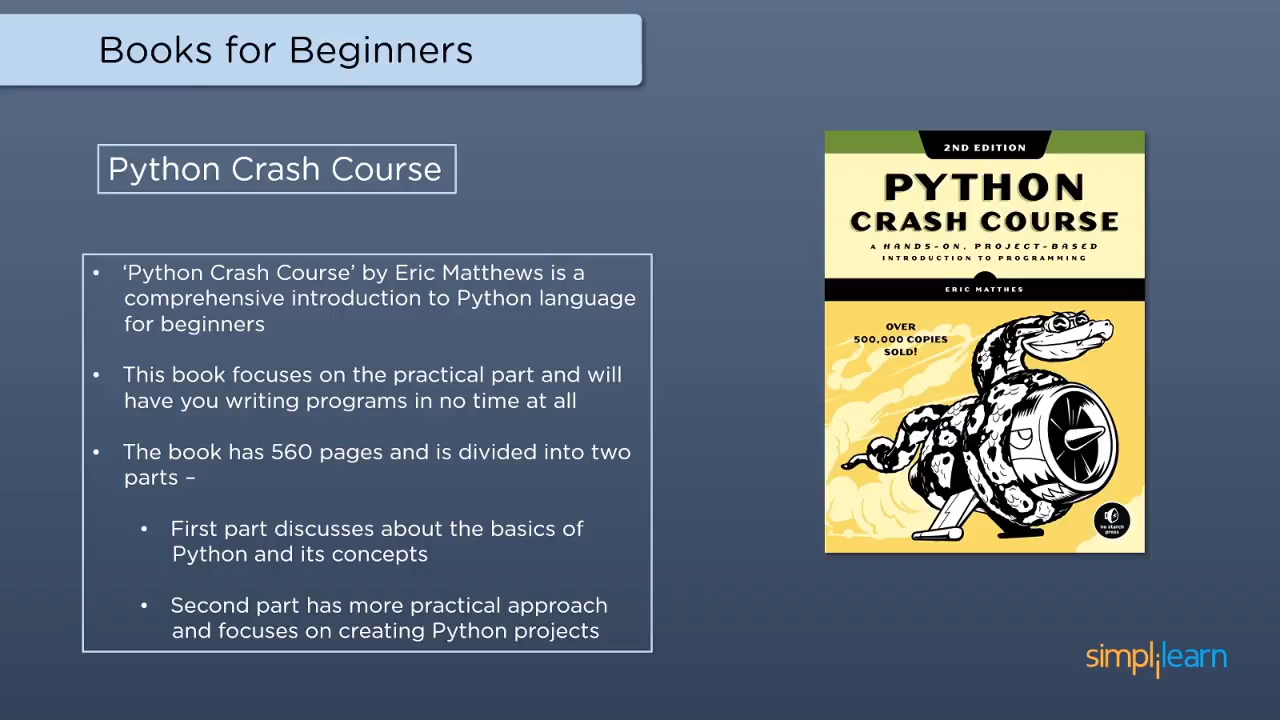 Books for Beginners
Python Crash Course
• ‘Python Crash Course’ by Eric Matthews is a
comprehensive introduction to Python language
for beginners
• This book focuses on the practical part and will
have you writing programs in no time at all
• The book has 560 pages and is divided into two
parts –
• First part discusses about the basics of
Python and its concepts
• Second part has more practical approach
and focuses on creating Python projects
2ND EDITION
PYTHON
CRASH COURSE
A HANDS-ON, PROJECT-BASED
INTRODUCTION TO PROGRAMMING
ERIC MATTHES
OVER
500,000 COPIES
SOLD!
no starch
press
simplilearn